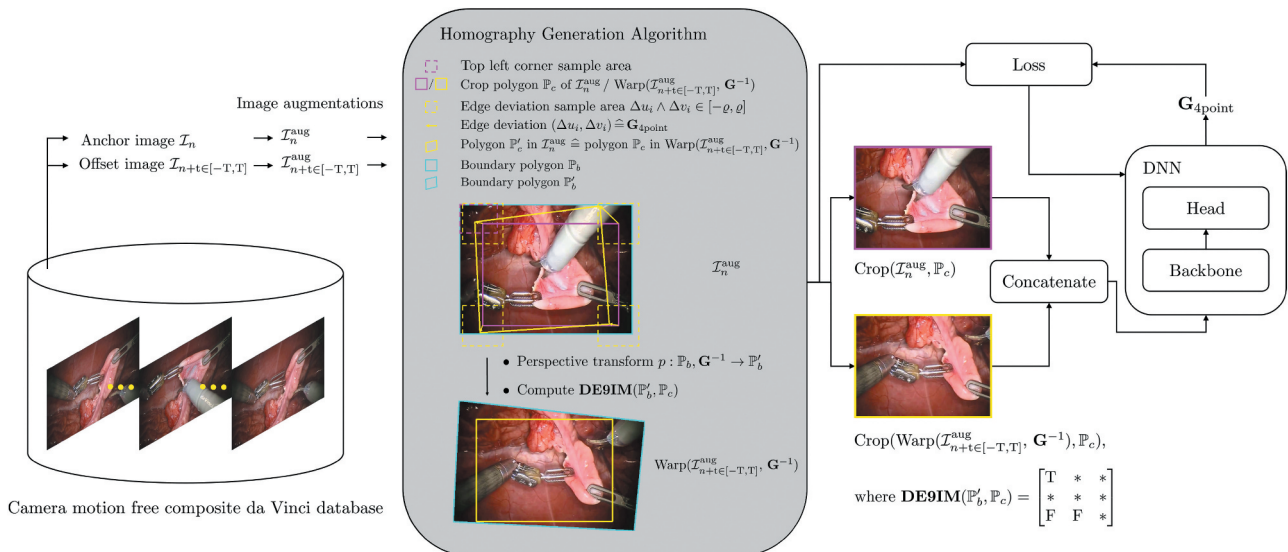 Homography Generation Algorithm
Top left corner sample area
/ Crop polygon ℙ_c of 𝓘_n^aug / Warp(𝓘_{n+t∈[−T,T]}^aug, G^{−1})
Edge deviation sample area Δu_i ∧ Δv_i ∈ [−ϱ, ϱ]
Edge deviation (Δu_i, Δv_i) ≙ G_4point
Polygon ℙ′_c in 𝓘_n^aug ≙ polygon ℙ_c in Warp(𝓘_{n+t∈[−T,T]}^aug, G^{−1})
Boundary polygon ℙ_b
Boundary polygon ℙ′_b
Image augmentations
Anchor image 𝓘_n
𝓘_n^aug
Offset image 𝓘_{n+t∈[−T,T]}
𝓘_{n+t∈[−T,T]}^aug
Camera motion free composite da Vinci database
𝓘_n^aug
• Perspective transform p : ℙ_b, G^{−1} → ℙ′_b
• Compute DE9IM(ℙ′_b, ℙ_c)
Warp(𝓘_{n+t∈[−T,T]}^aug, G^{−1})
Loss
G_4point
DNN
Head
Backbone
Crop(𝓘_n^aug, ℙ_c)
Concatenate
Crop(Warp(𝓘_{n+t∈[−T,T]}^aug, G^{−1}), ℙ_c),
where DE9IM(ℙ′_b, ℙ_c) =
T * *
* * *
F F *